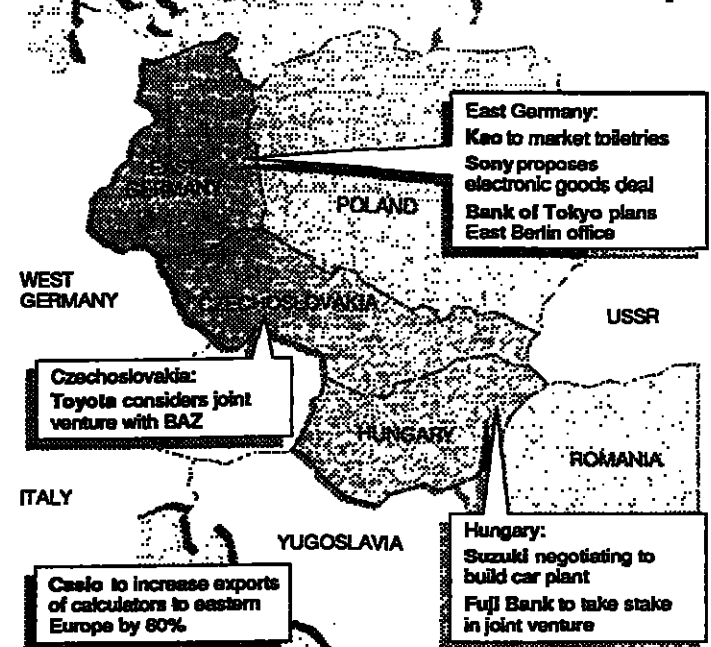 East Germany:
Kao to market toiletries
Sony proposes
electronic goods deal
Bank of Tokyo plans
East Berlin office
EAST
GERMANY
POLAND
WEST
GERMANY
CZECHOSLOVAKIA
USSR
Czechoslovakia:
Toyota considers joint
venture with BAZ
HUNGARY
ROMANIA
ITALY
YUGOSLAVIA
Hungary:
Suzuki negotiating to
build car plant
Fuji Bank to take stake
in joint venture
Casio to increase exports
of calculators to eastern
Europe by 60%